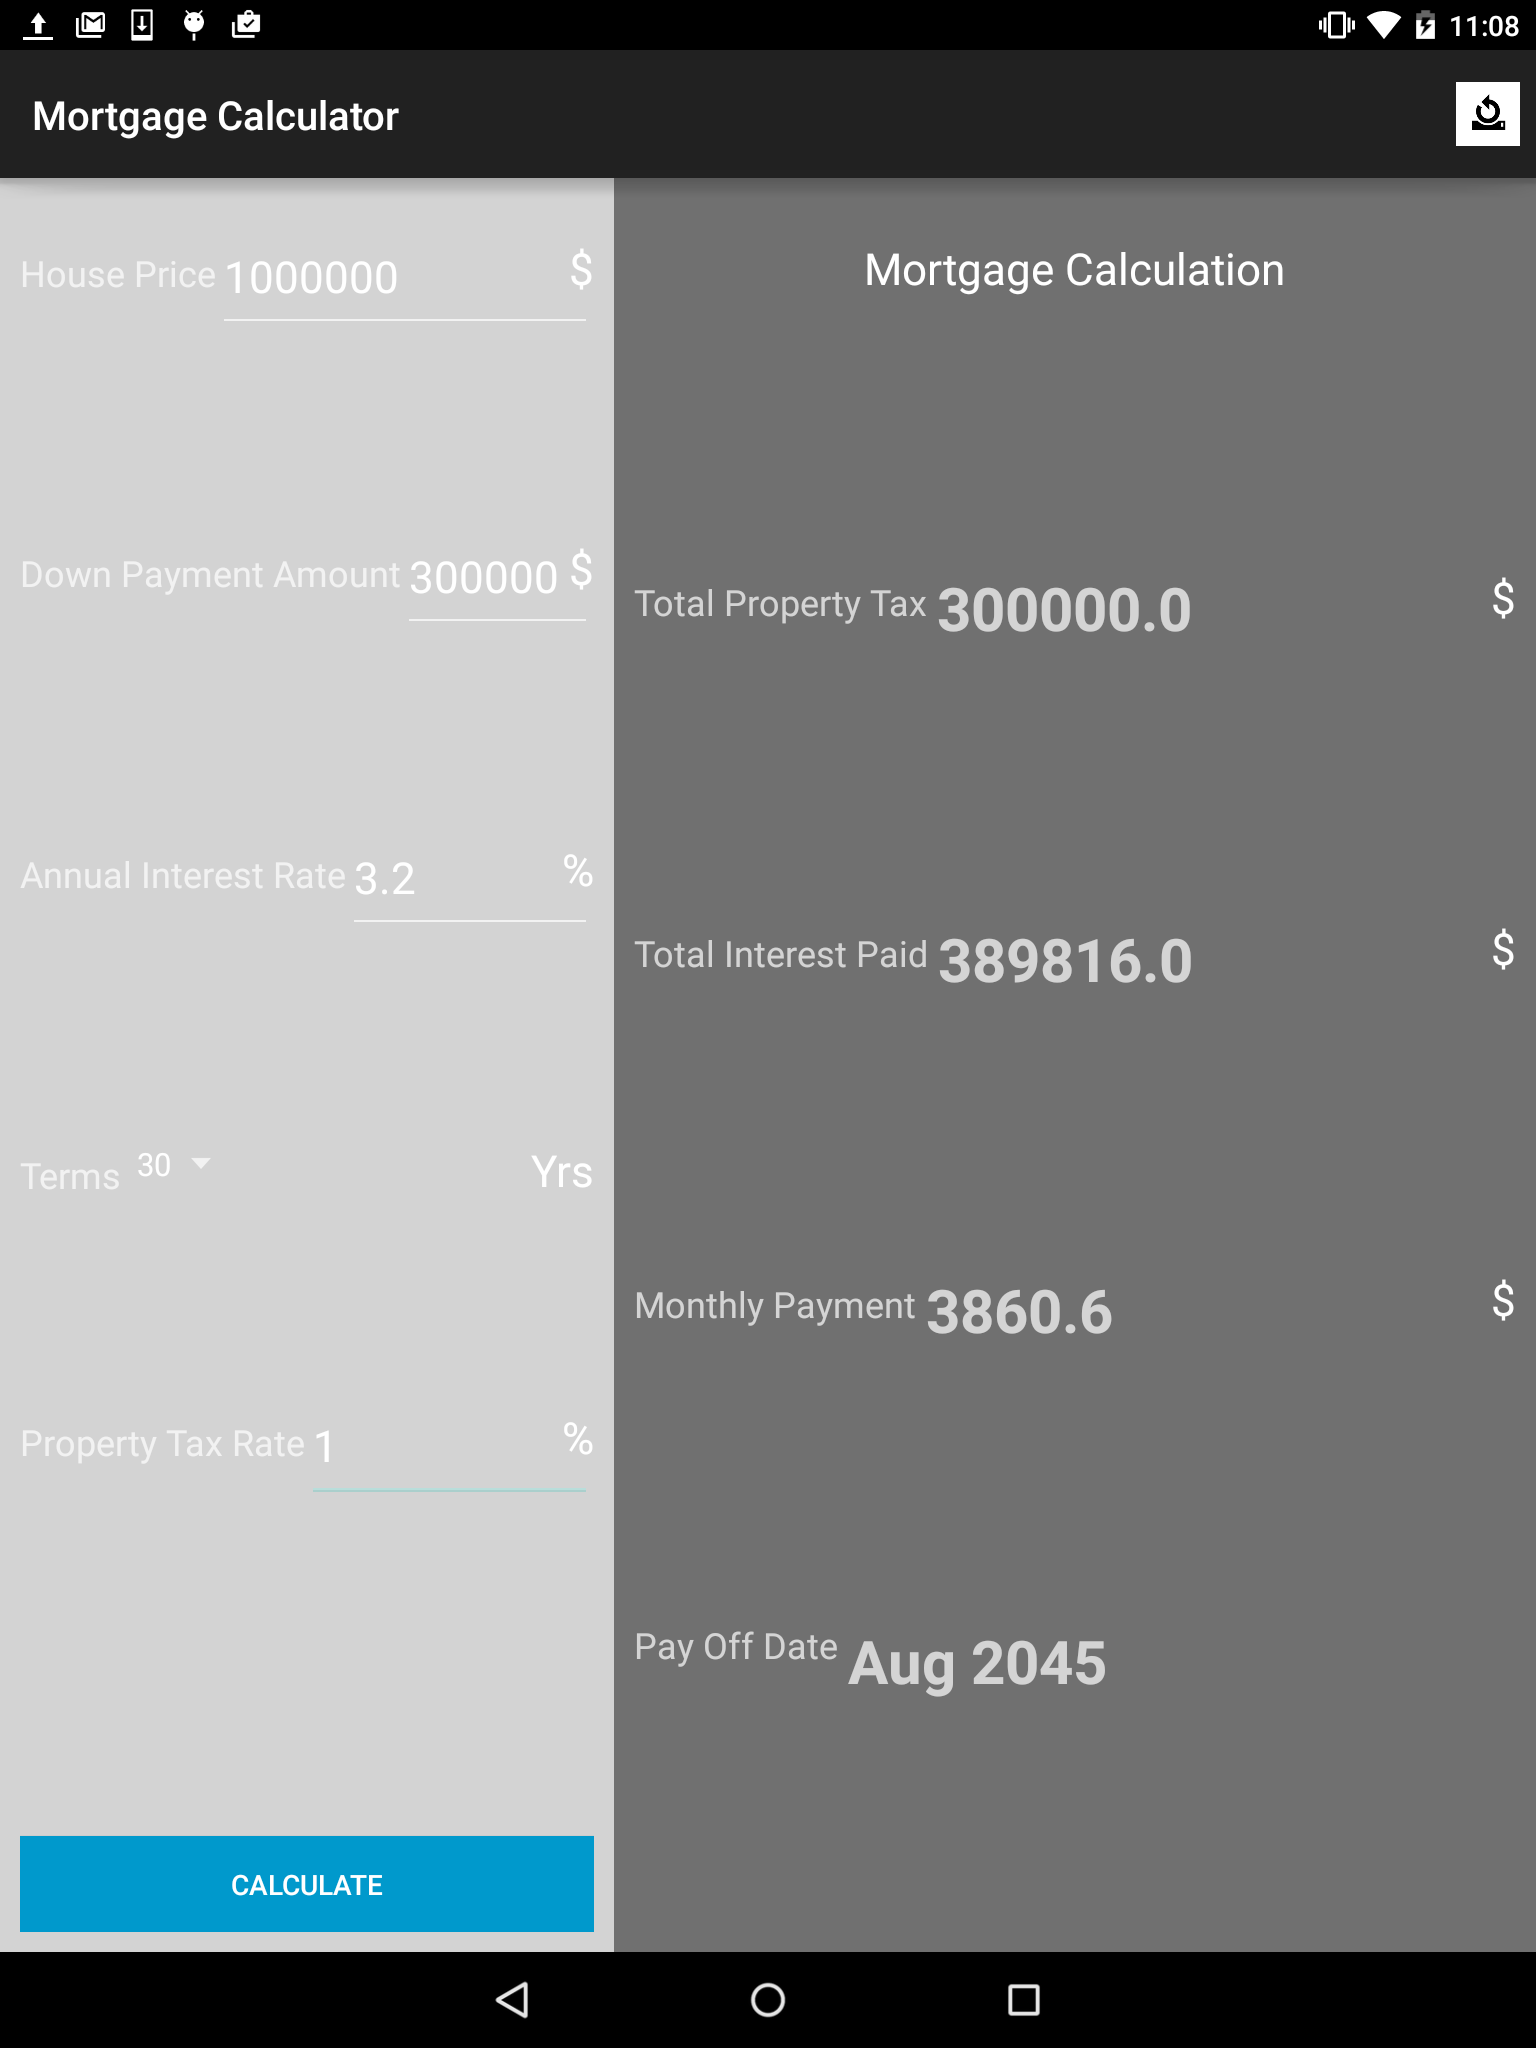 11:08
Mortgage Calculator
House Price 1000000 $
Down Payment Amount 300000 $
Annual Interest Rate 3.2 %
Terms 30 Yrs
Property Tax Rate 1 %
CALCULATE
Mortgage Calculation
Total Property Tax 300000.0 $
Total Interest Paid 389816.0 $
Monthly Payment 3860.6 $
Pay Off Date Aug 2045